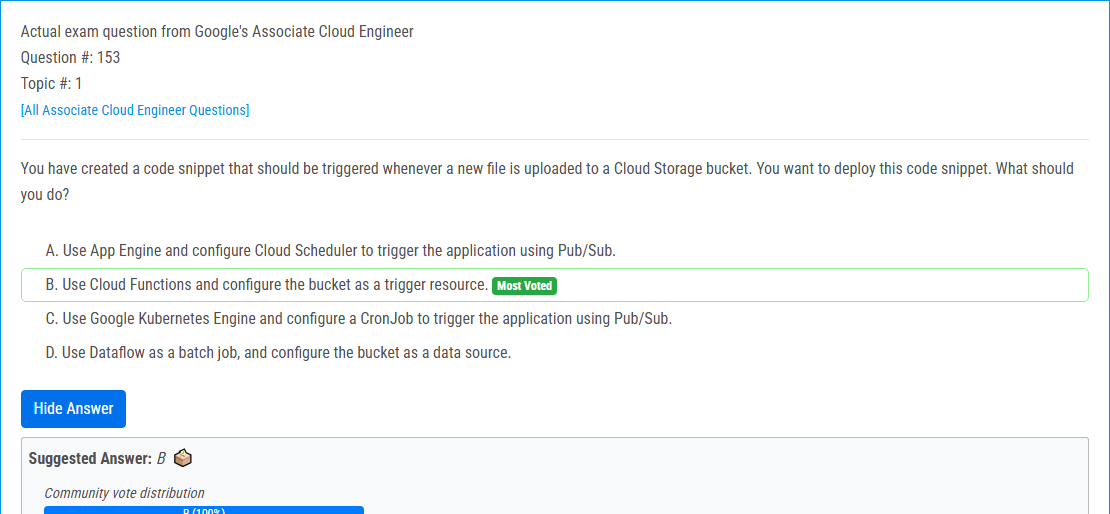 Actual exam question from Google's Associate Cloud Engineer
Question #: 153
Topic #: 1
[All Associate Cloud Engineer Questions]
You have created a code snippet that should be triggered whenever a new file is uploaded to a Cloud Storage bucket. You want to deploy this code snippet. What should
you do?
A. Use App Engine and configure Cloud Scheduler to trigger the application using Pub/Sub.
B. Use Cloud Functions and configure the bucket as a trigger resource. Most Voted
C. Use Google Kubernetes Engine and configure a CronJob to trigger the application using Pub/Sub.
D. Use Dataflow as a batch job, and configure the bucket as a data source.
Hide Answer
Suggested Answer: B
Community vote distribution
B (100%)